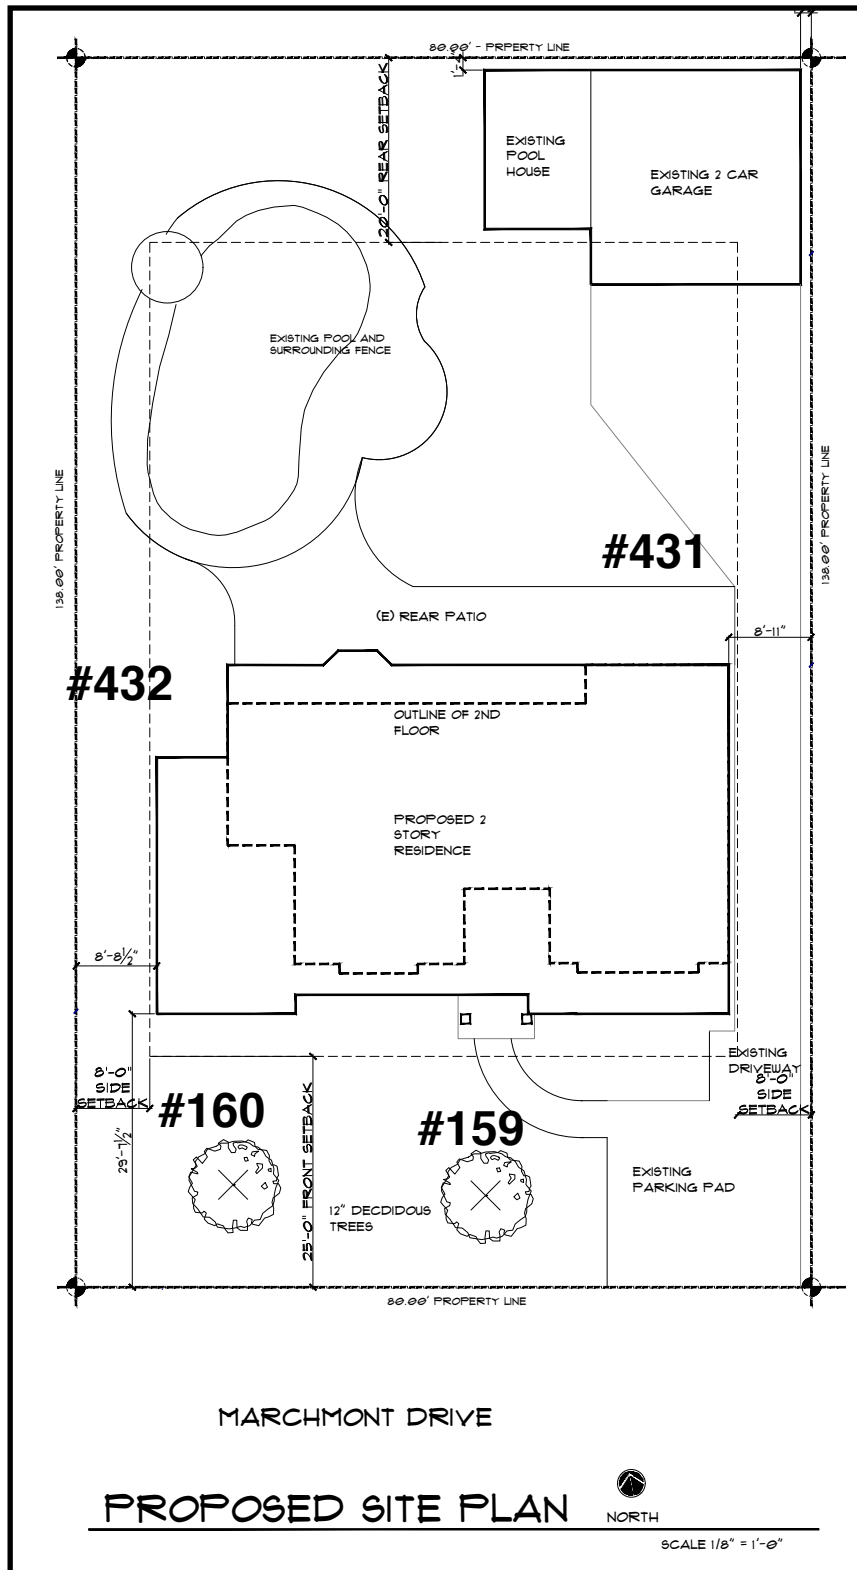 80.00' - PRPERTY LINE
1'-4"
20'-0" REAR SETBACK
EXISTING
POOL
HOUSE
EXISTING 2 CAR
GARAGE
EXISTING POOL AND
SURROUNDING FENCE
138.00' PROPERTY LINE
138.00' PROPERTY LINE
#431
(E) REAR PATIO
8'-11"
#432
OUTLINE OF 2ND
FLOOR
PROPOSED 2
STORY
RESIDENCE
8'-8½"
EXISTING
DRIVEWAY
8'-0"
SIDE
SETBACK
8'-0"
SIDE
SETBACK
#160
#159
29'-7½"
25'-0" FRONT SETBACK
12" DECDIDOUS
TREES
EXISTING
PARKING PAD
80.00' PROPERTY LINE
MARCHMONT DRIVE
PROPOSED SITE PLAN
NORTH
SCALE 1/8" = 1'-0"